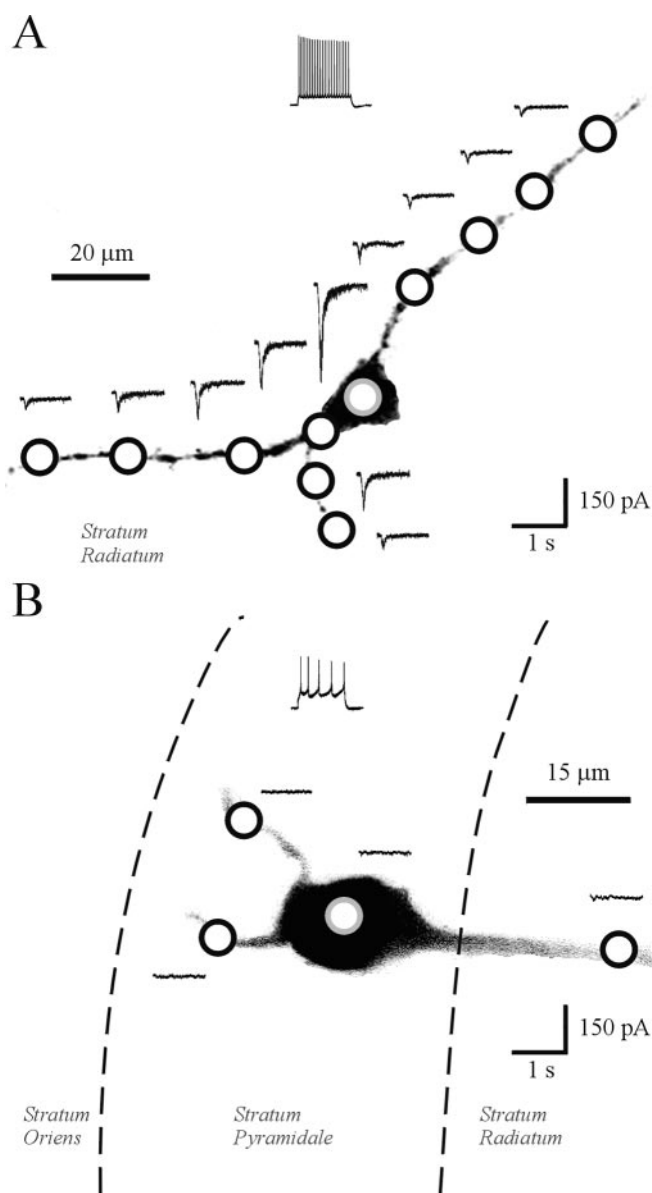 A
20 μm
150 pA
1 s
Stratum
Radiatum
B
15 μm
150 pA
1 s
Stratum
Oriens
Stratum
Pyramidale
Stratum
Radiatum